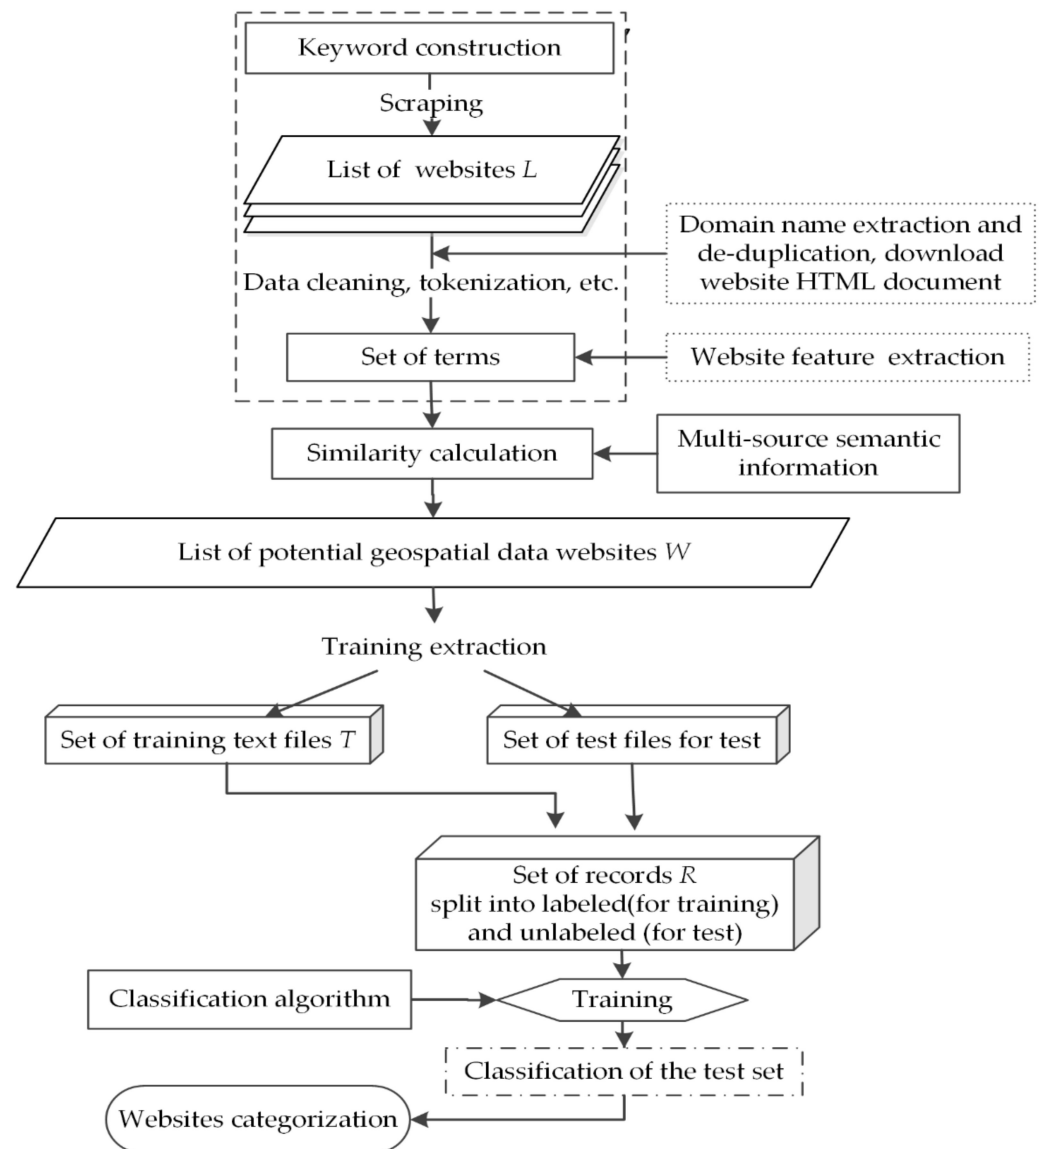 Keyword construction
Scraping
List of websites L
Domain name extraction and
de-duplication, download
website HTML document
Data cleaning, tokenization, etc.
Set of terms
Website feature extraction
Similarity calculation
Multi-source semantic
information
List of potential geospatial data websites W
Training extraction
Set of training text files T
Set of test files for test
Set of records R
split into labeled(for training)
and unlabeled (for test)
Classification algorithm
Training
Classification of the test set
Websites categorization